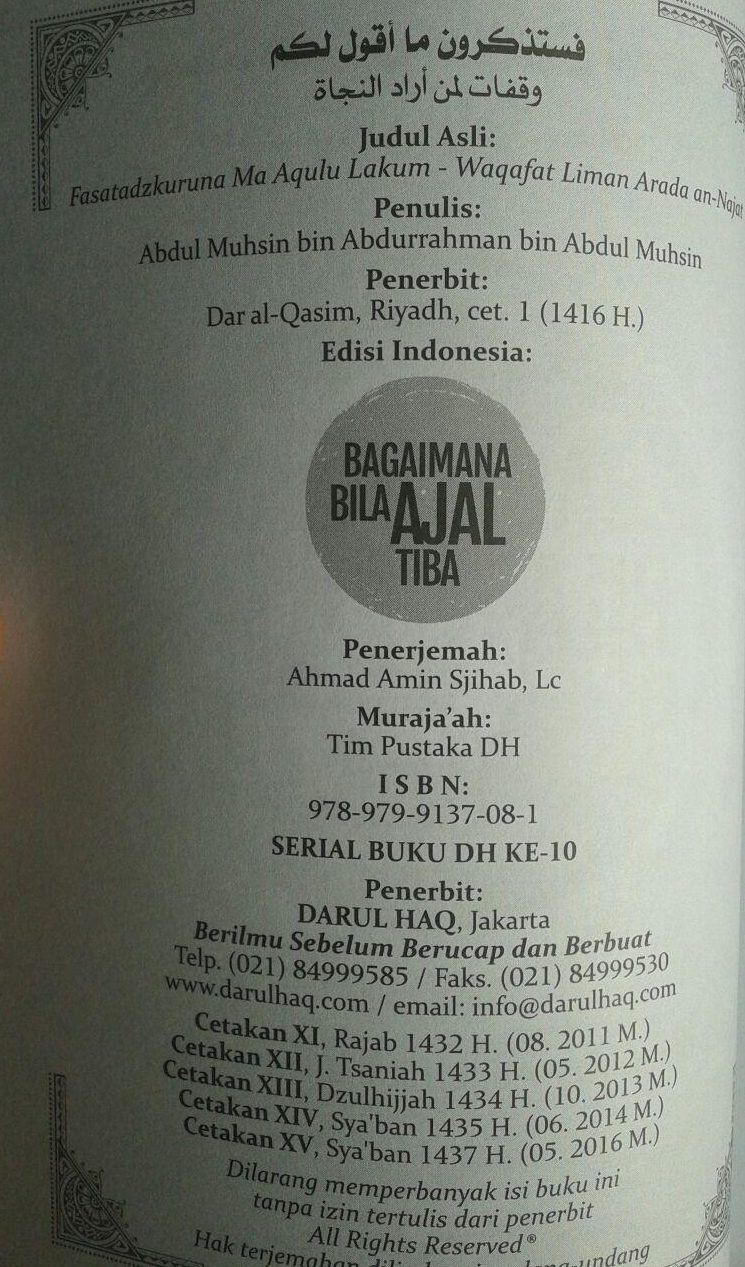 فستذكرون ما أقول لكم
وقفات لمن أراد النجاة
Judul Asli:
Fasatadzkuruna Ma Aqulu Lakum - Waqafat Liman Arada an-Najat
Penulis:
Abdul Muhsin bin Abdurrahman bin Abdul Muhsin
Penerbit:
Dar al-Qasim, Riyadh, cet. 1 (1416 H.)
Edisi Indonesia:
BAGAIMANA
BILA AJAL
TIBA
Penerjemah:
Ahmad Amin Sjihab, Lc
Muraja'ah:
Tim Pustaka DH
I S B N:
978-979-9137-08-1
SERIAL BUKU DH KE-10
Penerbit:
DARUL HAQ, Jakarta
Berilmu Sebelum Berucap dan Berbuat
Telp. (021) 84999585 / Faks. (021) 84999530
www.darulhaq.com / email: info@darulhaq.com
Cetakan XI, Rajab 1432 H. (08. 2011 M.)
Cetakan XII, J. Tsaniah 1433 H. (05. 2012 M.)
Cetakan XIII, Dzulhijjah 1434 H. (10. 2013 M.)
Cetakan XIV, Sya'ban 1435 H. (06. 2014 M.)
Cetakan XV, Sya'ban 1437 H. (05. 2016 M.)
Dilarang memperbanyak isi buku ini
tanpa izin tertulis dari penerbit
All Rights Reserved®
Hak terjemahan